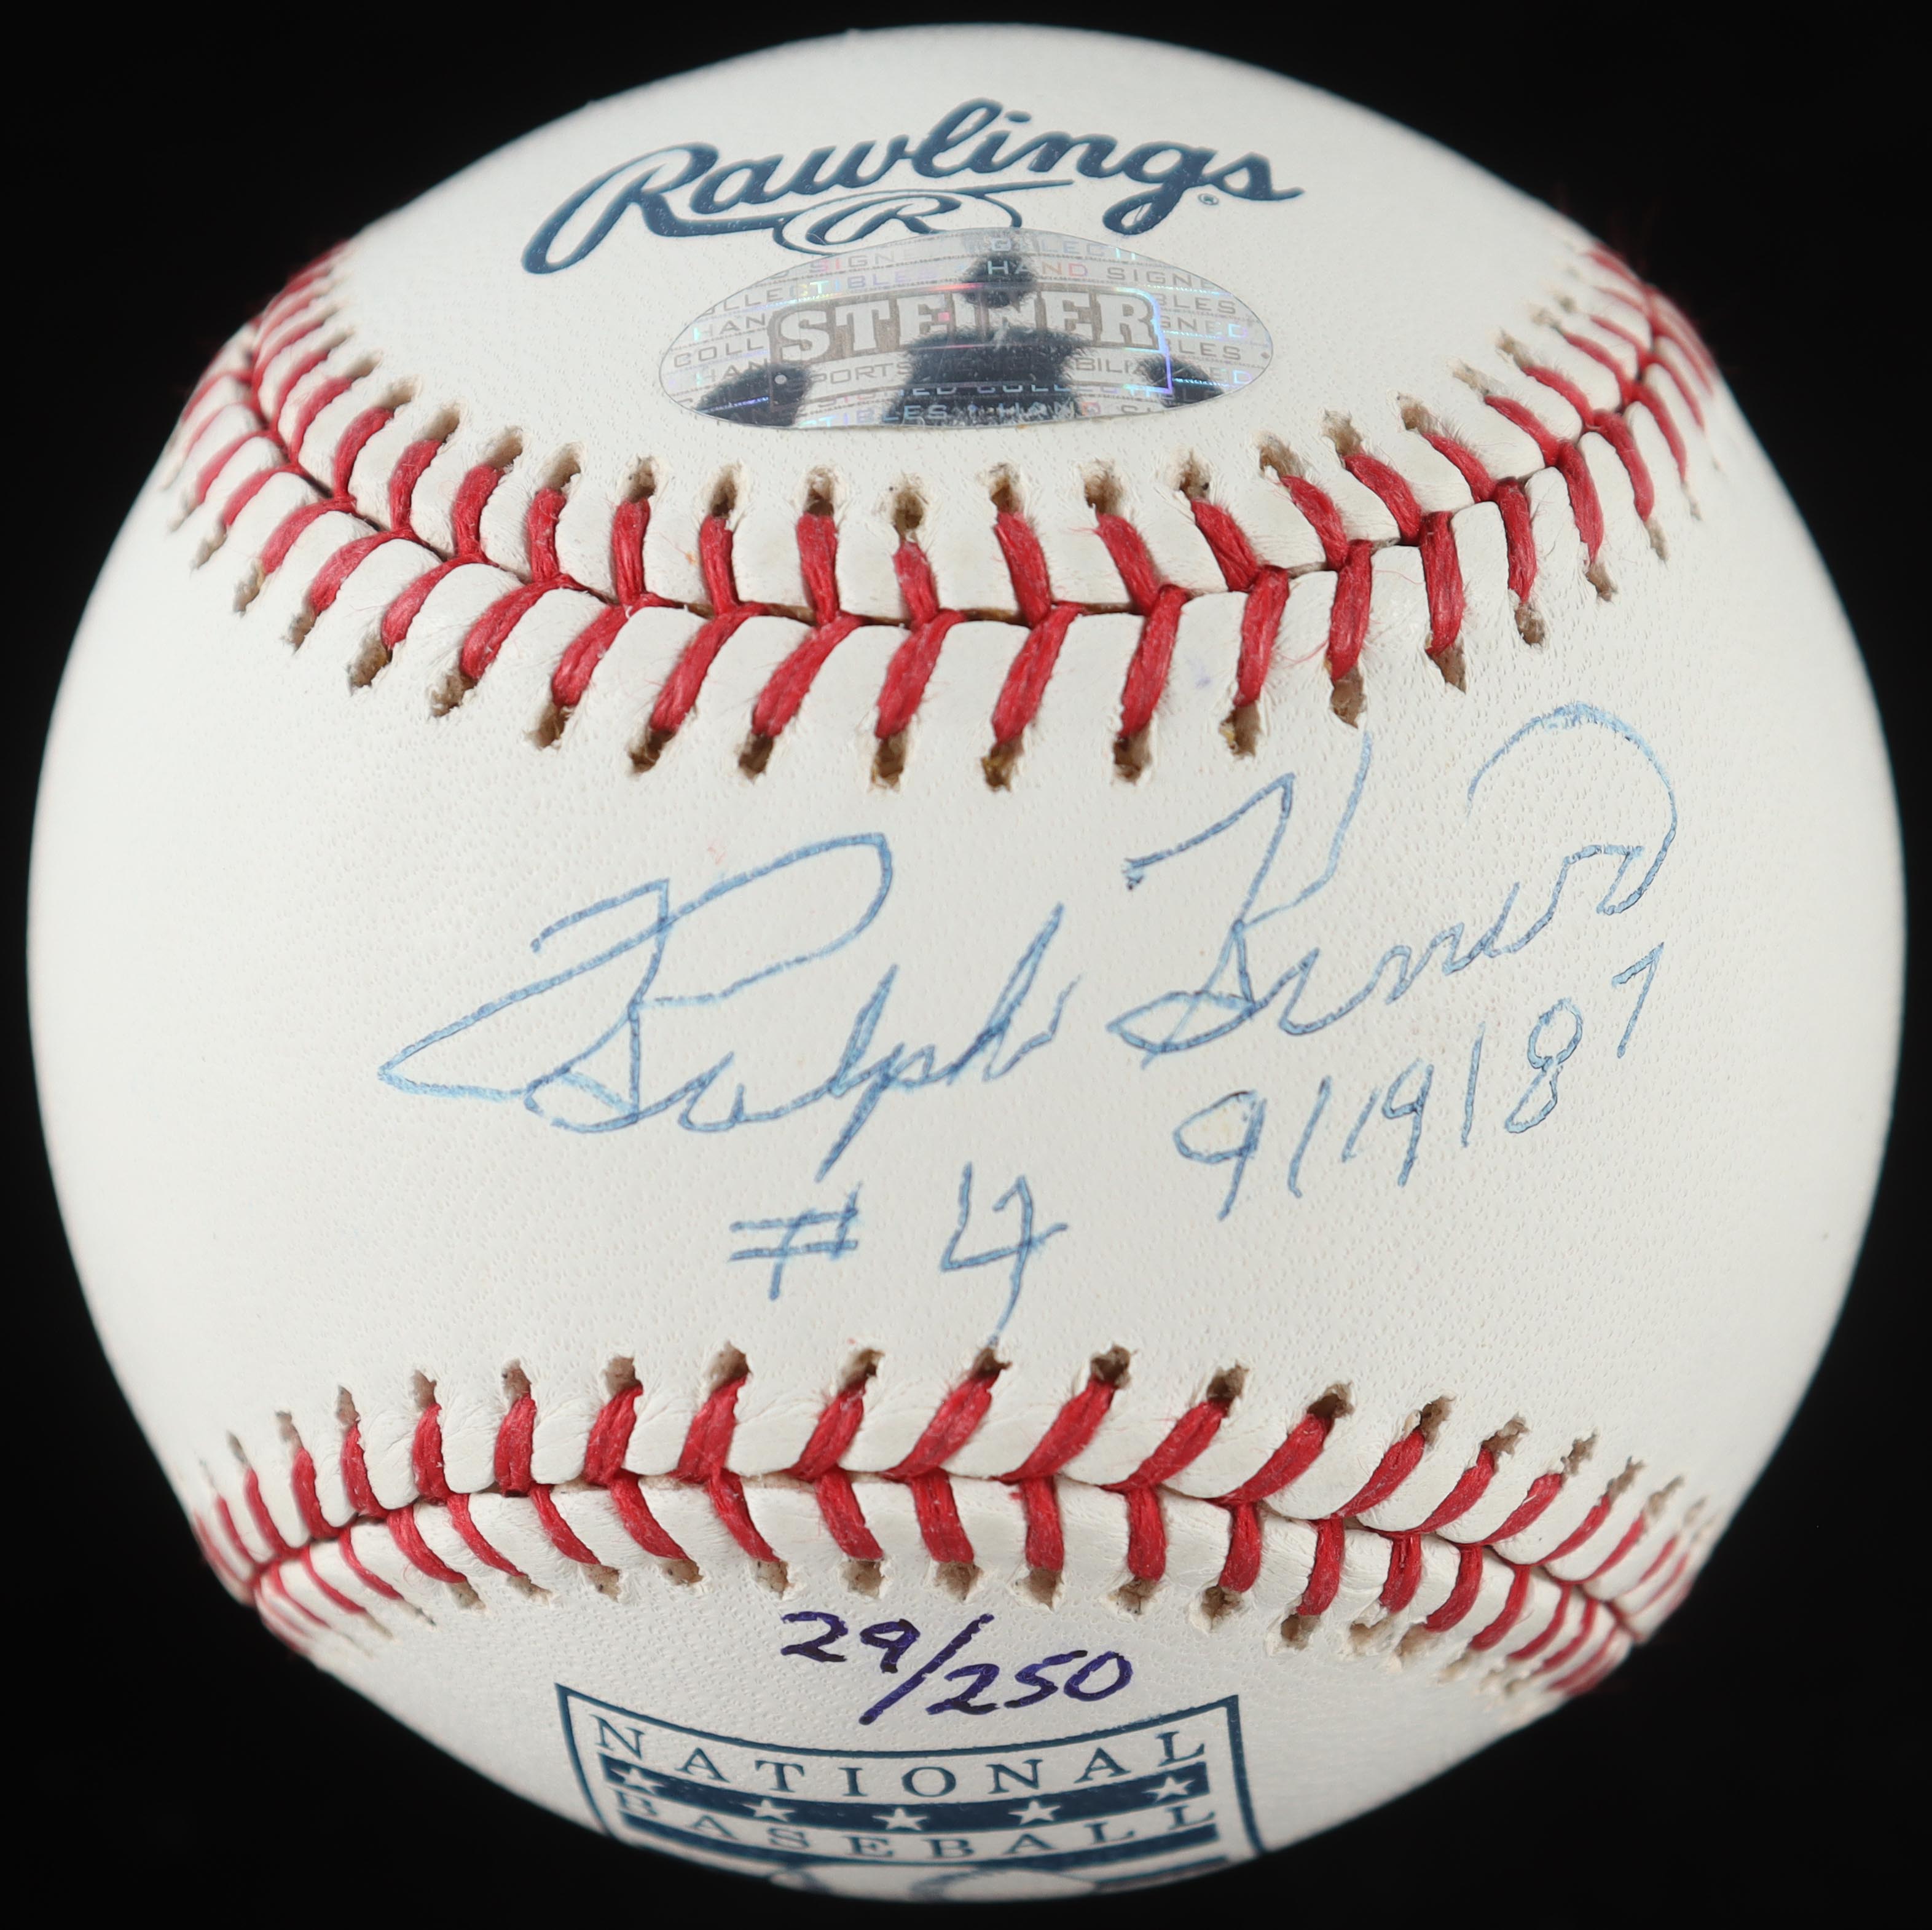 Rawlings
R
STEINER
Ralph Kiner
9/19/87
# 4
29/250
NATIONAL
BASEBALL